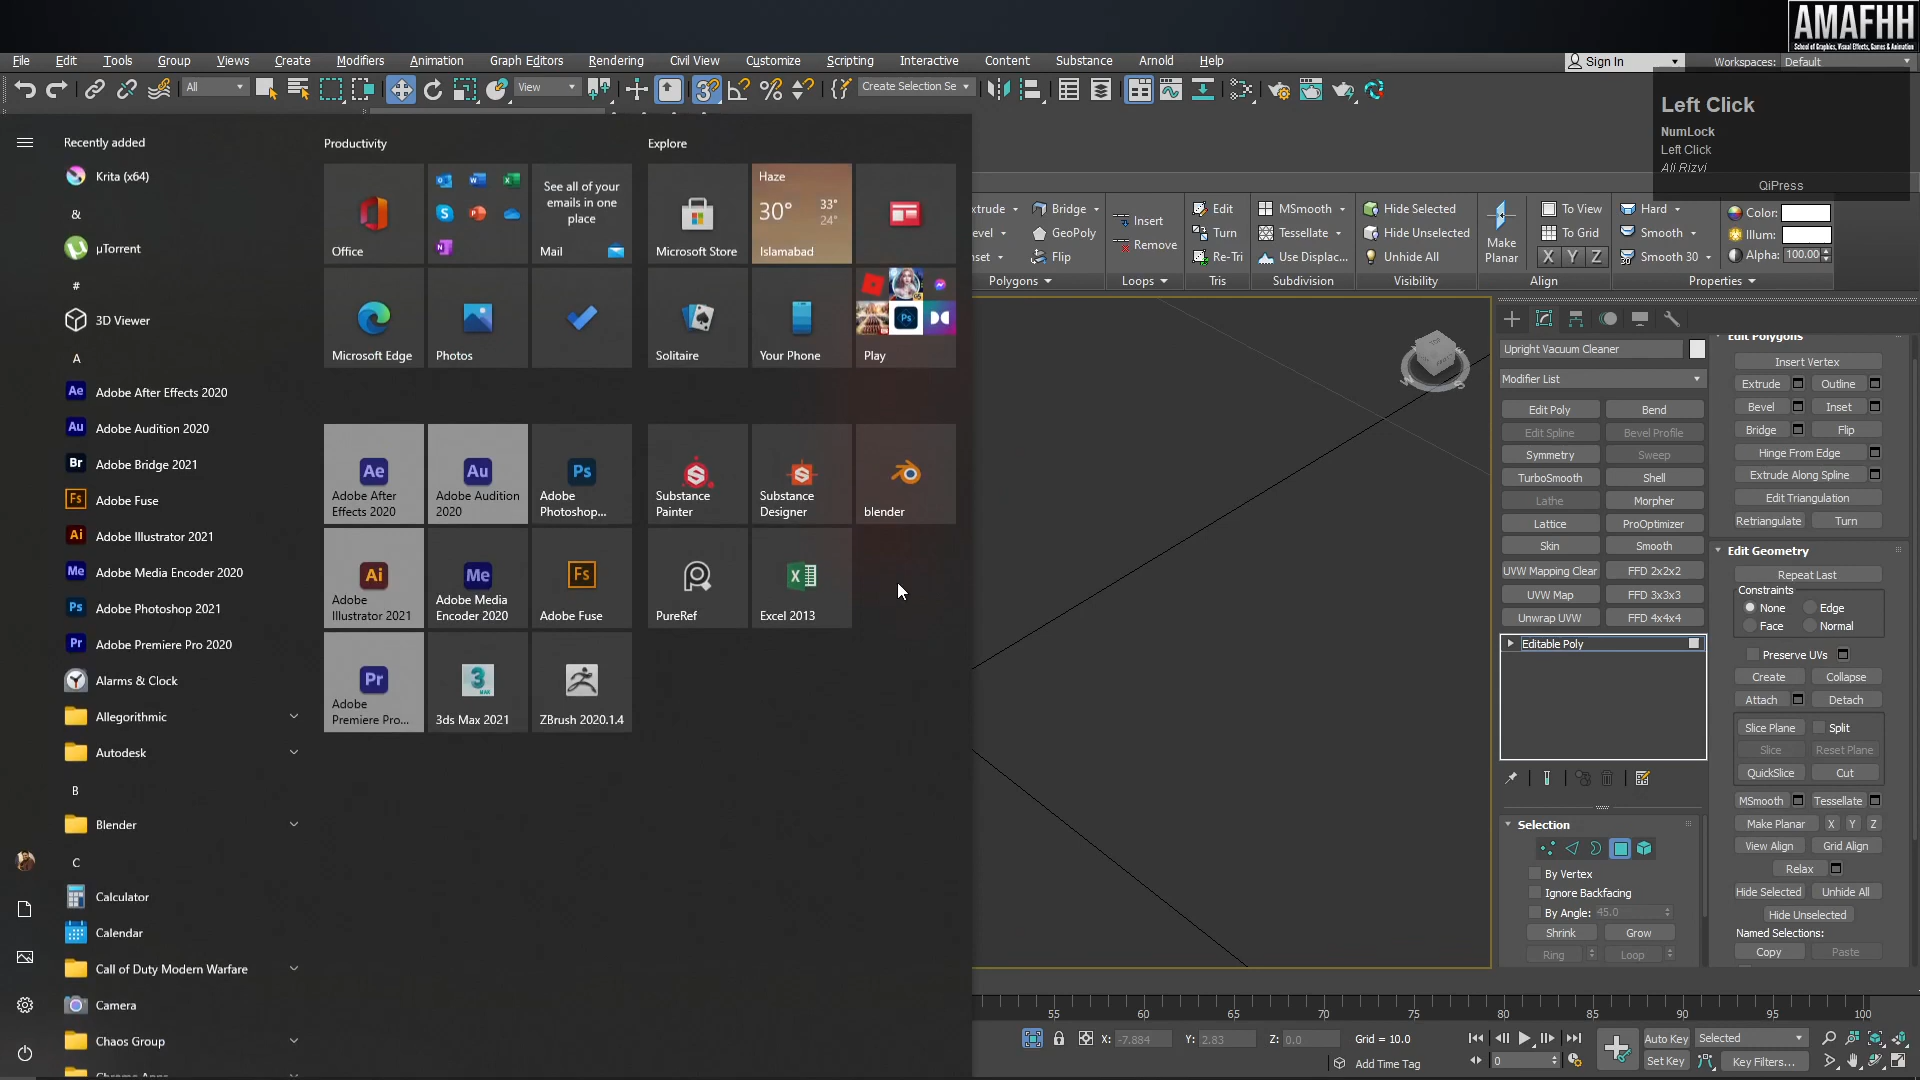 AMAFHH
School of Graphics, Visual Effects, Games & Animation
File Edit Tools Group Views Create Modifiers Animation Graph Editors Rendering Civil View Customize Scripting Interactive Content Substance Arnold Help
Sign In
Workspaces: Default
All
View
Create Selection Se
Left Click
NumLock
Left Click
Ali Rizvi
QiPress
Recently added
Krita (x64)
&
µTorrent
#
3D Viewer
A
Adobe After Effects 2020
Adobe Audition 2020
Adobe Bridge 2021
Adobe Fuse
Adobe Illustrator 2021
Adobe Media Encoder 2020
Adobe Photoshop 2021
Adobe Premiere Pro 2020
Alarms & Clock
Allegorithmic
Autodesk
B
Blender
C
Calculator
Calendar
Call of Duty Modern Warfare
Camera
Chaos Group
Productivity
Office
See all of your
emails in one
place
Mail
Microsoft Edge
Photos
Explore
Microsoft Store
Haze
30°
33°
24°
Islamabad
Solitaire
Your Phone
Play
Adobe After
Effects 2020
Adobe Audition
2020
Adobe
Photoshop...
Adobe
Illustrator 2021
Adobe Media
Encoder 2020
Adobe Fuse
Adobe
Premiere Pro...
3ds Max 2021
ZBrush 2020.1.4
Substance
Painter
Substance
Designer
blender
PureRef
Excel 2013
xtrude Bridge
evel GeoPoly
nset Flip
Polygons
Insert
Remove
Loops
Edit
Turn
Re-Tri
Tris
MSmooth
Tessellate
Use Displac...
Subdivision
Hide Selected
Hide Unselected
Unhide All
Visibility
Make
Planar
To View
To Grid
X Y Z
Align
Hard
Smooth
Smooth 30
Color:
Illum:
Alpha: 100.00
Properties
Upright Vacuum Cleaner
Modifier List
Edit Poly Bend
Edit Spline Bevel Profile
Symmetry Sweep
TurboSmooth Shell
Lathe Morpher
Lattice ProOptimizer
Skin Smooth
UVW Mapping Clear FFD 2x2x2
UVW Map FFD 3x3x3
Unwrap UVW FFD 4x4x4
Editable Poly
Selection
By Vertex
Ignore Backfacing
By Angle: 45.0
Shrink Grow
Ring Loop
Edit Polygons
Insert Vertex
Extrude Outline
Bevel Inset
Bridge Flip
Hinge From Edge
Extrude Along Spline
Edit Triangulation
Retriangulate Turn
Edit Geometry
Repeat Last
Constraints
None Edge
Face Normal
Preserve UVs
Create Collapse
Attach Detach
Slice Plane Split
Slice Reset Plane
QuickSlice Cut
MSmooth Tessellate
Make Planar X Y Z
View Align Grid Align
Relax
Hide Selected Unhide All
Hide Unselected
Named Selections:
Copy Paste
55 60 65 70 75 80 85 90 95 100
X: -7.884 Y: 2.83 Z: 0.0 Grid = 10.0
Add Time Tag
0
Auto Key Selected
Set Key Key Filters...